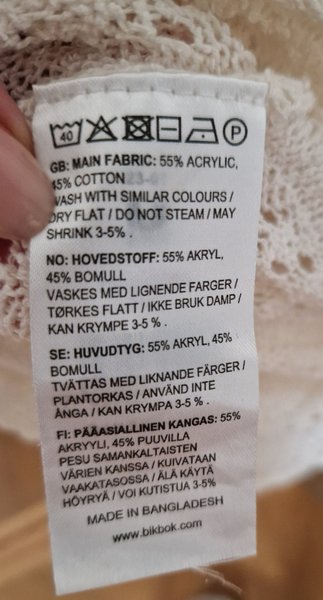 40 P
GB: MAIN FABRIC: 55% ACRYLIC,
45% COTTON
WASH WITH SIMILAR COLOURS /
DRY FLAT / DO NOT STEAM / MAY
SHRINK 3-5% .
NO: HOVEDSTOFF: 55% AKRYL,
45% BOMULL
VASKES MED LIGNENDE FARGER /
TØRKES FLATT / IKKE BRUK DAMP /
KAN KRYMPE 3-5 % .
SE: HUVUDTYG: 55% AKRYL, 45%
BOMULL
TVÄTTAS MED LIKNANDE FÄRGER /
PLANTORKAS / ANVÄND INTE
ÅNGA / KAN KRYMPA 3-5% .
FI: PÄÄASIALLINEN KANGAS: 55%
AKRYYLI, 45% PUUVILLA
PESU SAMANKALTAISTEN
VÄRIEN KANSSA / KUIVATAAN
VAAKATASOSSA / ÄLÄ KÄYTÄ
HÖYRYÄ / VOI KUTISTUA 3-5%
MADE IN BANGLADESH
www.bikbok.com